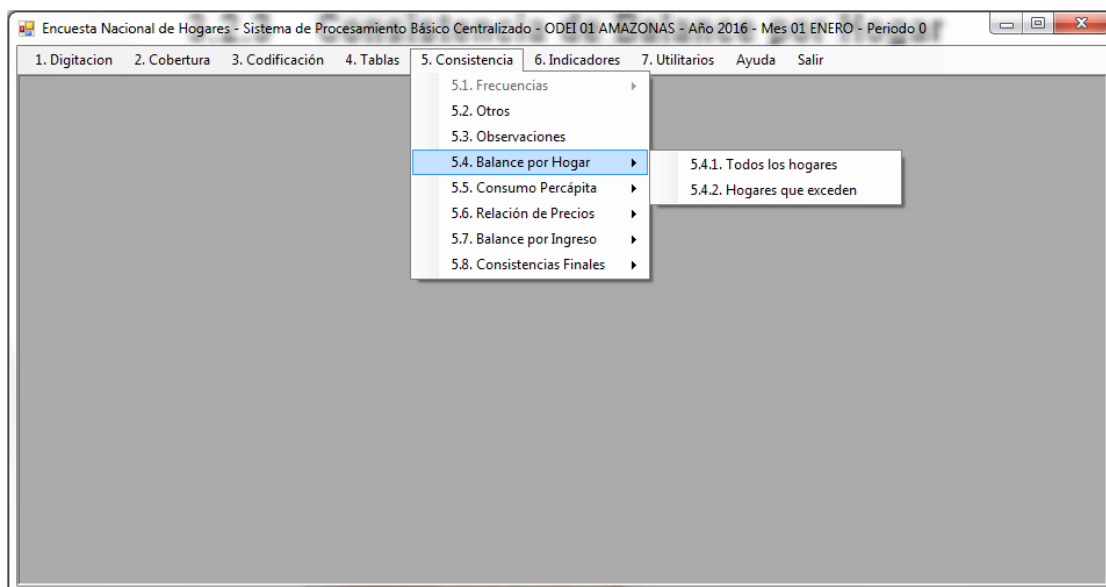 Encuesta Nacional de Hogares - Sistema de Procesamiento Básico Centralizado - ODEI 01 AMAZONAS - Año 2016 - Mes 01 ENERO - Periodo 0
1. Digitacion 2. Cobertura 3. Codificación 4. Tablas 5. Consistencia 6. Indicadores 7. Utilitarios Ayuda Salir
5.1. Frecuencias
5.2. Otros
5.3. Observaciones
5.4. Balance por Hogar
5.4.1. Todos los hogares
5.5. Consumo Percápita
5.4.2. Hogares que exceden
5.6. Relación de Precios
5.7. Balance por Ingreso
5.8. Consistencias Finales